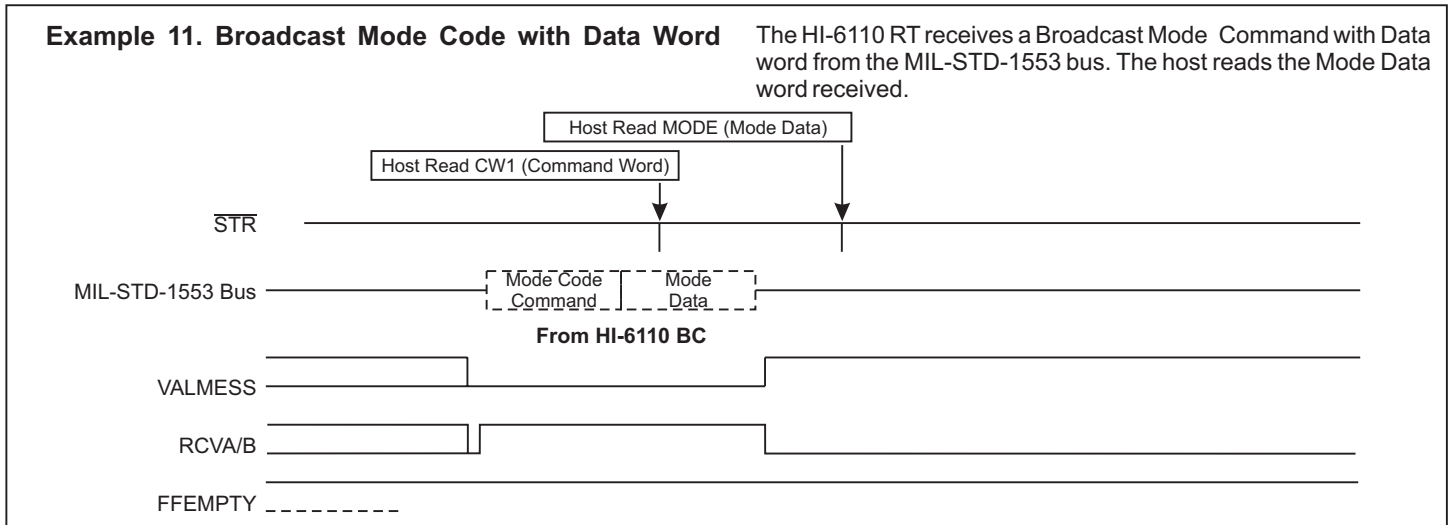 Example 11. Broadcast Mode Code with Data Word
The HI-6110 RT receives a Broadcast Mode Command with Data
word from the MIL-STD-1553 bus. The host reads the Mode Data
word received.
Host Read MODE (Mode Data)
Host Read CW1 (Command Word)
STR
MIL-STD-1553 Bus
Mode Code
Command
Mode
Data
From HI-6110 BC
VALMESS
RCVA/B
FFEMPTY